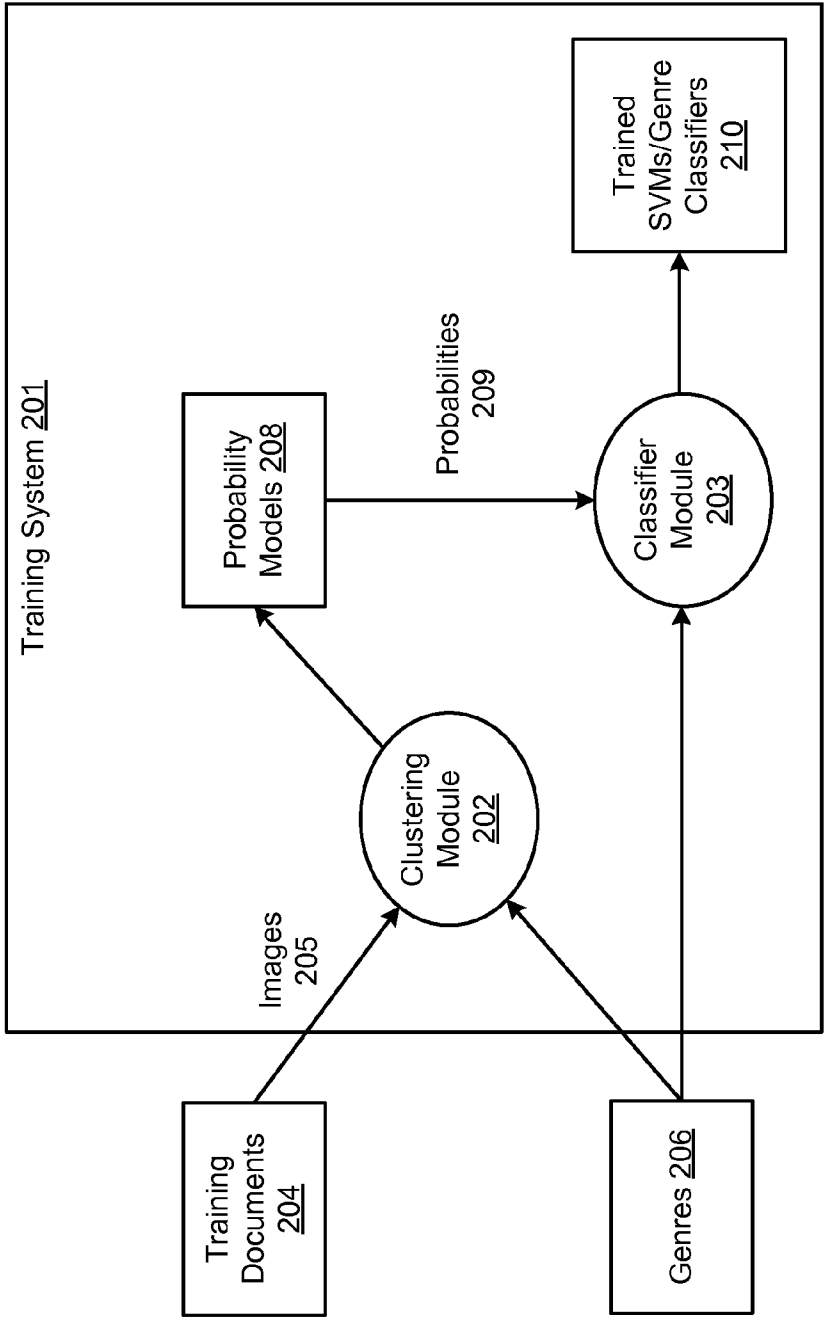 Training System 201
Training
Documents
204
Images
205
Genres 206
Clustering
Module
202
Probability
Models 208
Probabilities
209
Classifier
Module
203
Trained
SVMs/Genre
Classifiers
210